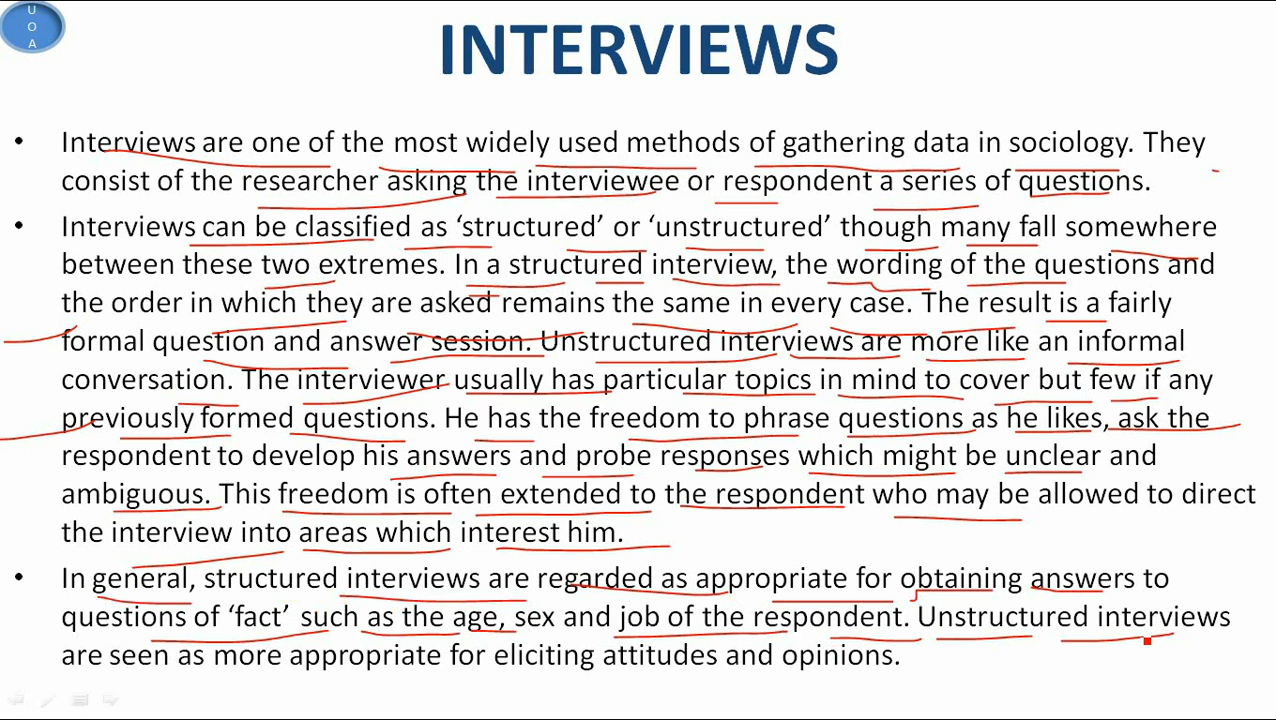 U
O
A
INTERVIEWS
• Interviews are one of the most widely used methods of gathering data in sociology. They
consist of the researcher asking the interviewee or respondent a series of questions.
• Interviews can be classified as ‘structured’ or ‘unstructured’ though many fall somewhere
between these two extremes. In a structured interview, the wording of the questions and
the order in which they are asked remains the same in every case. The result is a fairly
formal question and answer session. Unstructured interviews are more like an informal
conversation. The interviewer usually has particular topics in mind to cover but few if any
previously formed questions. He has the freedom to phrase questions as he likes, ask the
respondent to develop his answers and probe responses which might be unclear and
ambiguous. This freedom is often extended to the respondent who may be allowed to direct
the interview into areas which interest him.
• In general, structured interviews are regarded as appropriate for obtaining answers to
questions of ‘fact’ such as the age, sex and job of the respondent. Unstructured interviews
are seen as more appropriate for eliciting attitudes and opinions.